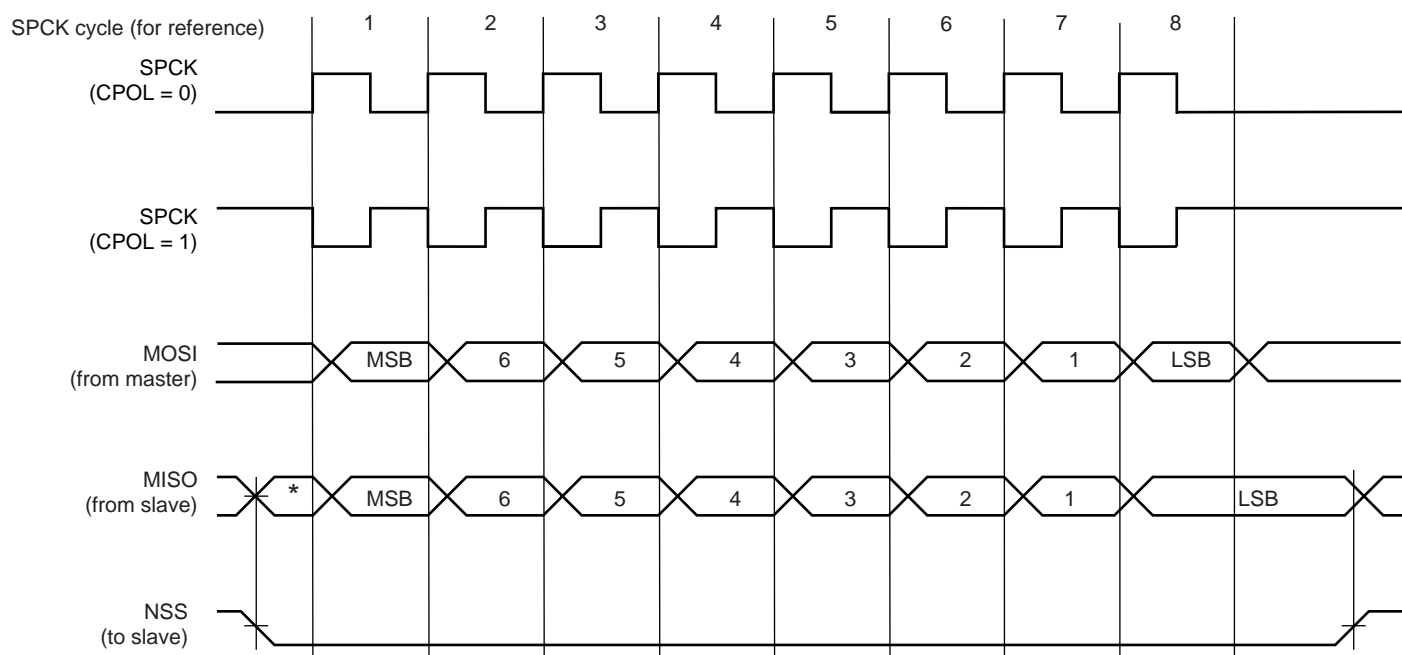 SPCK cycle (for reference) 1 2 3 4 5 6 7 8
SPCK
(CPOL = 0)
SPCK
(CPOL = 1)
MOSI
(from master)
MSB 6 5 4 3 2 1 LSB
MISO
(from slave)
* MSB 6 5 4 3 2 1 LSB
NSS
(to slave)